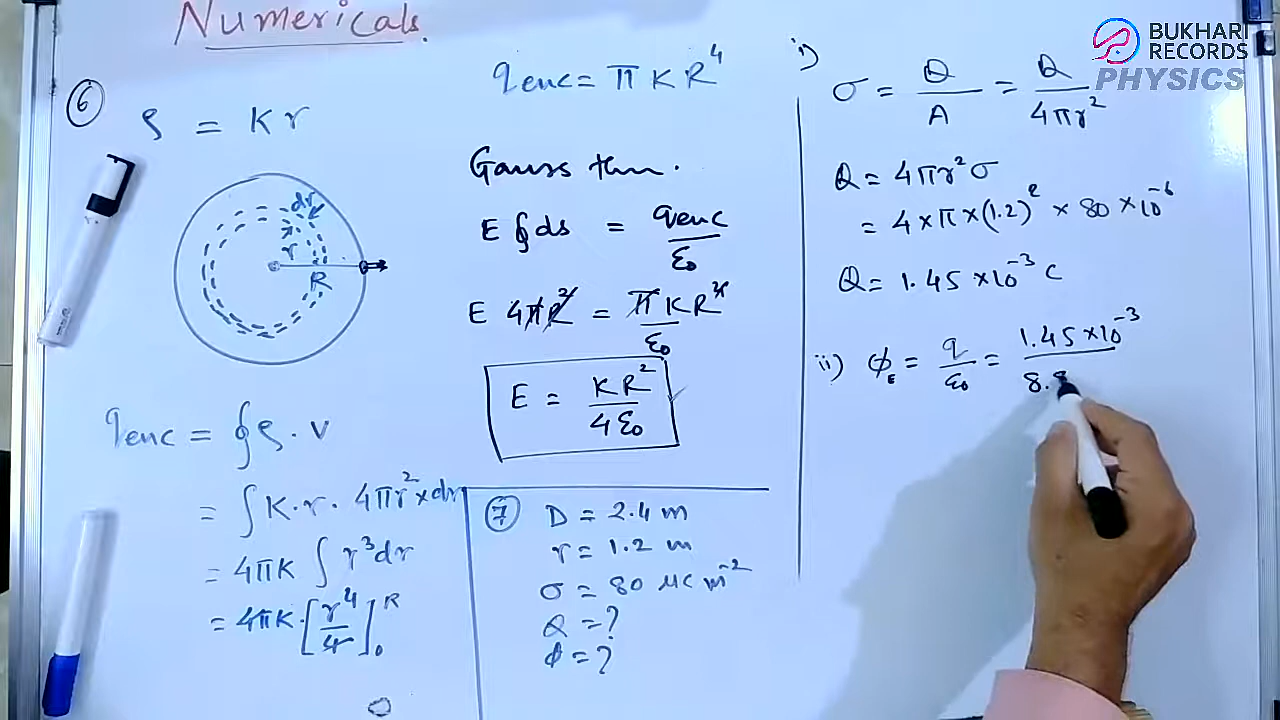 Numericals.
BUKHARI
RECORDS
PHYSICS
6
ρ = Kr
dr
r
R
qenc = ∮ρ.v
= ∫K.r.4πr²×dr
= 4πK ∫ r³dr
= 4πK.[r⁴/4]₀ᴿ
qenc = πKR⁴
Gauss thm.
E ∮ds = qenc/ε₀
E 4πR² = πKR⁴/ε₀
E = KR²/4ε₀
7
D = 2.4 m
r = 1.2 m
σ = 80 μc m⁻²
Q = ?
ϕ = ?
i)
σ = Q/A = Q/4πr²
Q = 4πr²σ
= 4×π×(1.2)²×80×10⁻⁶
Q = 1.45×10⁻³ C
ii) ϕE = q/ε₀ = 1.45×10⁻³/8.8